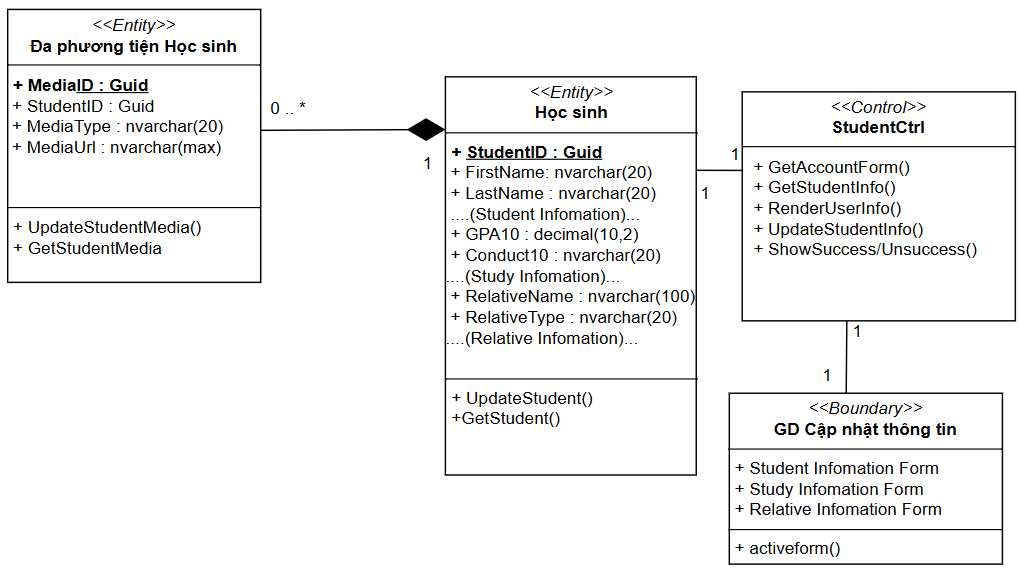 <<Entity>>
Đa phương tiện Học sinh
+ MediaID : Guid
+ StudentID : Guid
+ MediaType : nvarchar(20)
+ MediaUrl : nvarchar(max)
+ UpdateStudentMedia()
+ GetStudentMedia
0 .. *
1
<<Entity>>
Học sinh
+ StudentID : Guid
+ FirstName: nvarchar(20)
+ LastName : nvarchar(20)
....(Student Infomation)...
+ GPA10 : decimal(10,2)
+ Conduct10 : nvarchar(20)
....(Study Infomation)...
+ RelativeName : nvarchar(100)
+ RelativeType : nvarchar(20)
....(Relative Infomation)...
+ UpdateStudent()
+GetStudent()
1
1
<<Control>>
StudentCtrl
+ GetAccountForm()
+ GetStudentInfo()
+ RenderUserInfo()
+ UpdateStudentInfo()
+ ShowSuccess/Unsuccess()
1
1
<<Boundary>>
GD Cập nhật thông tin
+ Student Infomation Form
+ Study Infomation Form
+ Relative Infomation Form
+ activeform()